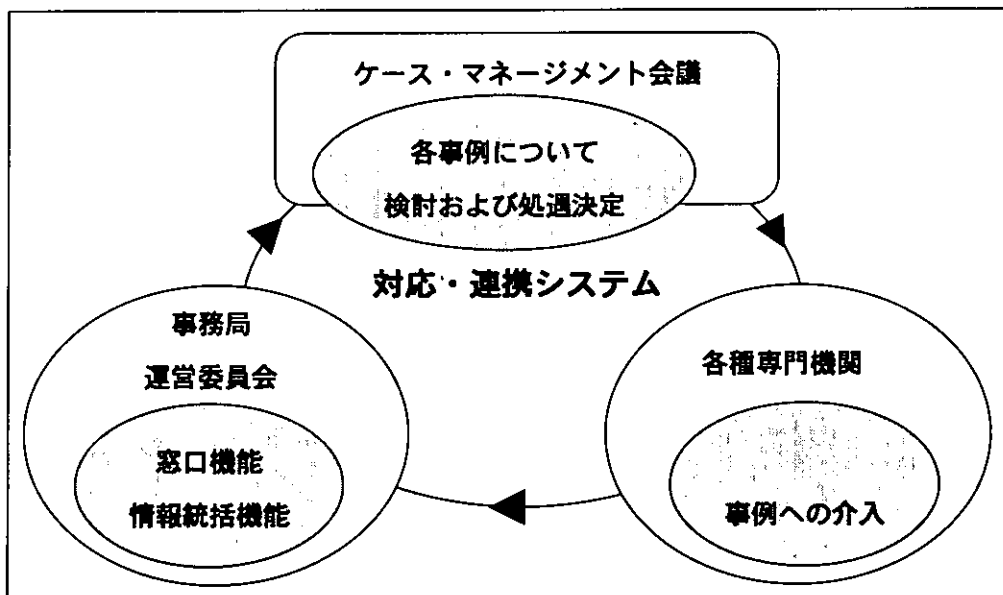 ケース・マネージメント会議
各事例について
検討および処遇決定
対応・連携システム
事務局
運営委員会
窓口機能
情報統括機能
各種専門機関
事例への介入